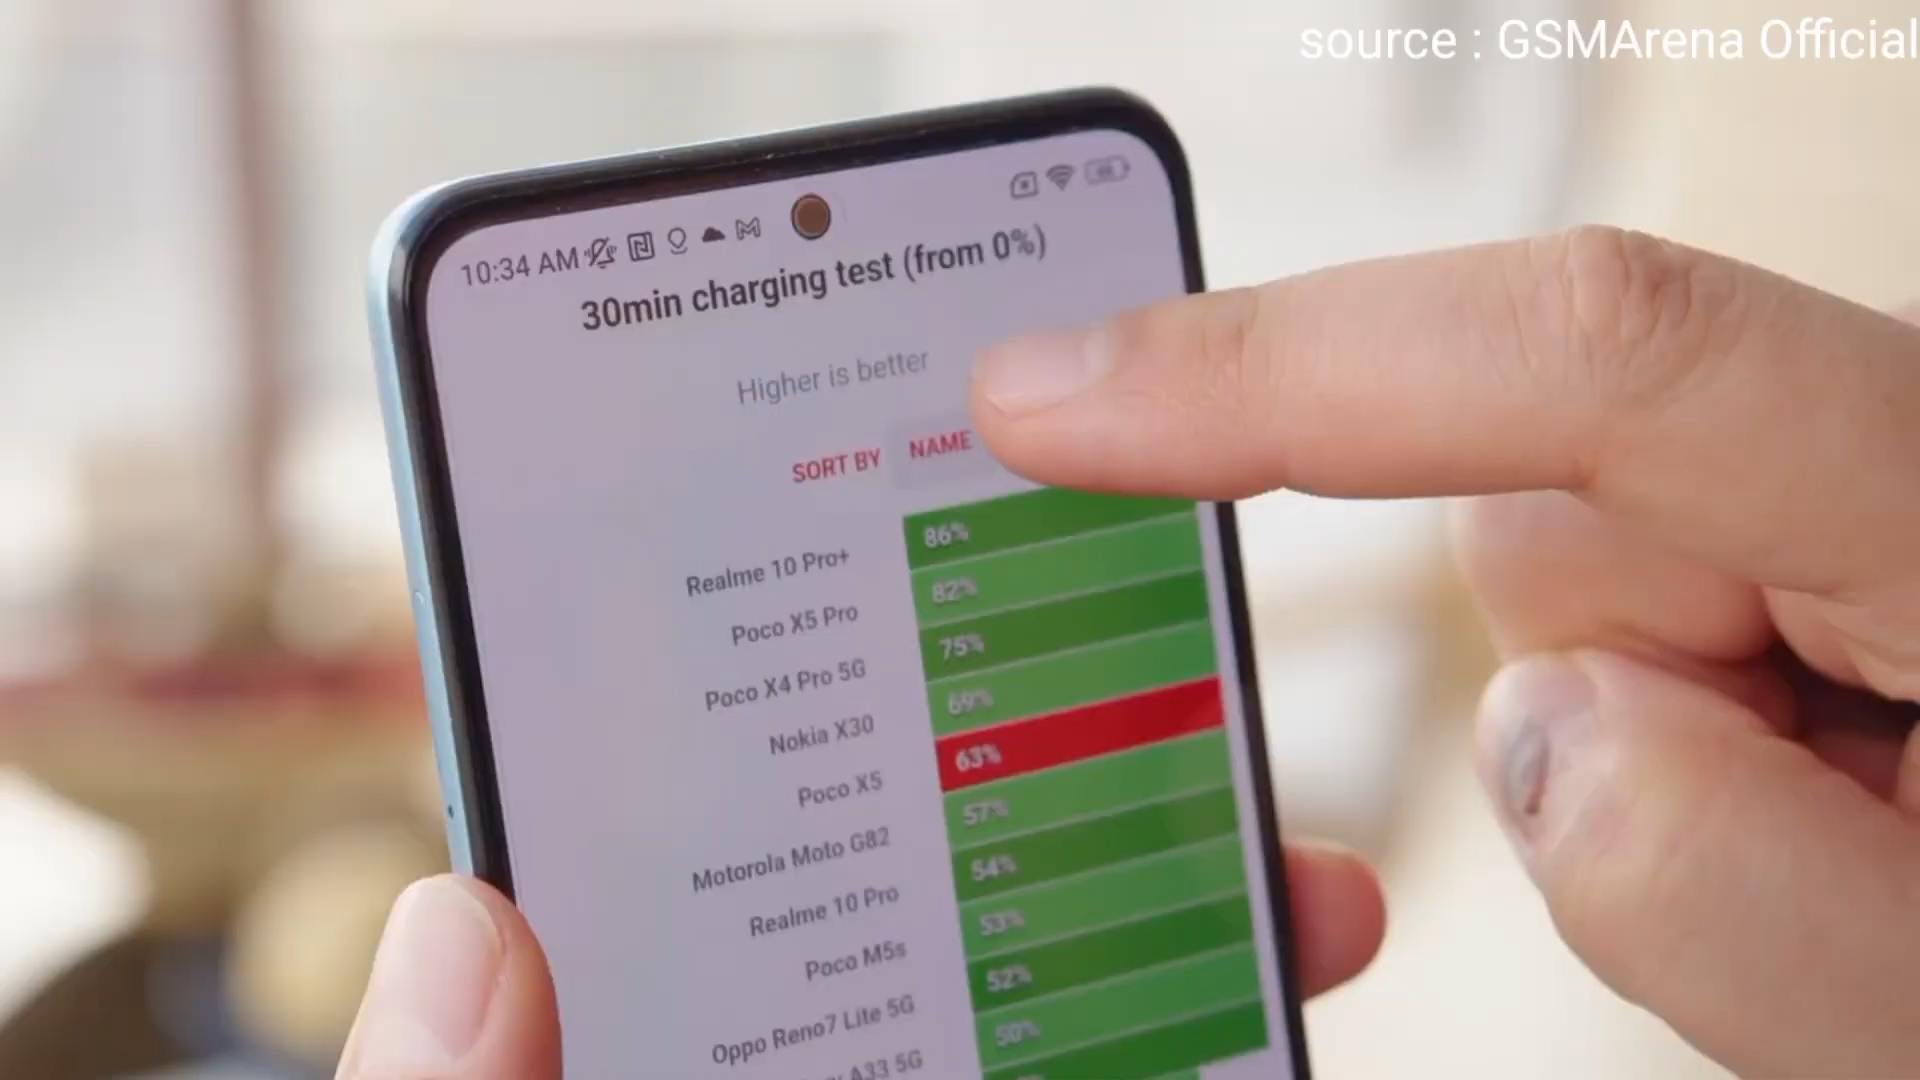 source : GSMArena Official
10:34 AM
30min charging test (from 0%)
Higher is better
SORT BY NAME
Realme 10 Pro+ 86%
Poco X5 Pro 82%
Poco X4 Pro 5G 75%
Nokia X30 69%
Poco X5 63%
Motorola Moto G82 57%
Realme 10 Pro 54%
Poco M5s 53%
Oppo Reno7 Lite 5G 52%
A33 5G 50%